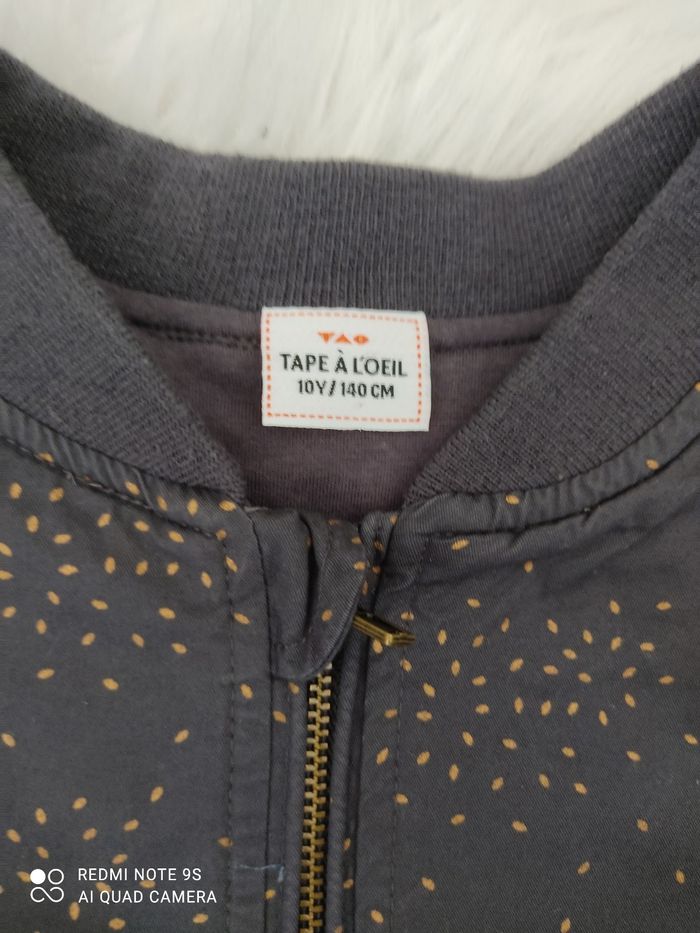 TAO
TAPE À L'OEIL
10Y/140 CM
REDMI NOTE 9S
AI QUAD CAMERA